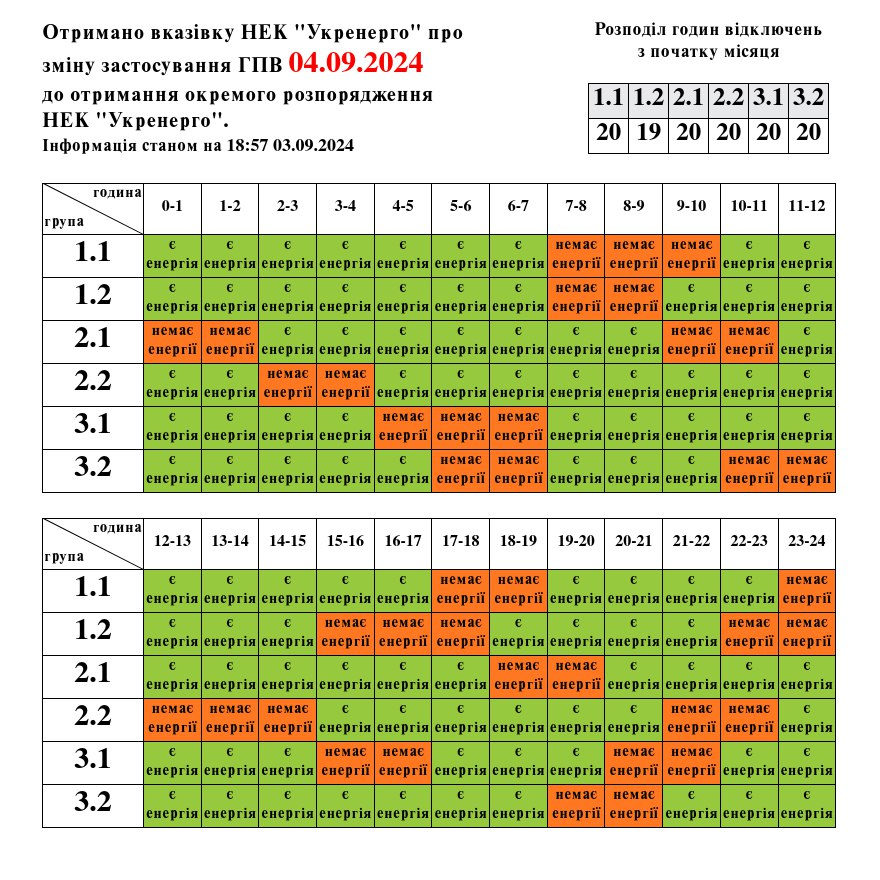 Отримано вказівку НЕК "Укренерго" про
зміну застосування ГПВ 04.09.2024
до отримання окремого розпорядження
НЕК "Укренерго".
Інформація станом на 18:57 03.09.2024
Розподіл годин відключень
з початку місяця
1.1 1.2 2.1 2.2 3.1 3.2
20 19 20 20 20 20
година
група
0-1 1-2 2-3 3-4 4-5 5-6 6-7 7-8 8-9 9-10 10-11 11-12
1.1
є є є є є є є немає немає немає є є
енергія енергія енергія енергія енергія енергія енергія енергії енергії енергії енергія енергія
1.2
є є є є є є є немає немає є є є
енергія енергія енергія енергія енергія енергія енергія енергії енергії енергія енергія енергія
2.1
немає немає є є є є є є є немає немає є
енергії енергії енергія енергія енергія енергія енергія енергія енергія енергії енергії енергія
2.2
є є немає немає є є є є є є є є
енергія енергія енергії енергії енергія енергія енергія енергія енергія енергія енергія енергія
3.1
є є є є немає немає немає є є є є є
енергія енергія енергія енергія енергії енергії енергії енергія енергія енергія енергія енергія
3.2
є є є є є немає немає є є є немає немає
енергія енергія енергія енергія енергія енергії енергії енергія енергія енергія енергії енергії
година
група
12-13 13-14 14-15 15-16 16-17 17-18 18-19 19-20 20-21 21-22 22-23 23-24
1.1
є є є є є немає немає є є є є немає
енергія енергія енергія енергія енергія енергії енергії енергія енергія енергія енергія енергії
1.2
є є є немає немає немає є є є є немає немає
енергія енергія енергія енергії енергії енергії енергія енергія енергія енергія енергії енергії
2.1
є є є є є є немає немає є є є є
енергія енергія енергія енергія енергія енергія енергії енергії енергія енергія енергія енергія
2.2
немає немає немає є є є є є є немає немає є
енергії енергії енергії енергія енергія енергія енергія енергія енергія енергії енергії енергія
3.1
є є є немає немає є є є немає немає є є
енергія енергія енергія енергії енергії енергія енергія енергія енергії енергії енергія енергія
3.2
є є є є є є є немає немає є є є
енергія енергія енергія енергія енергія енергія енергія енергії енергії енергія енергія енергія